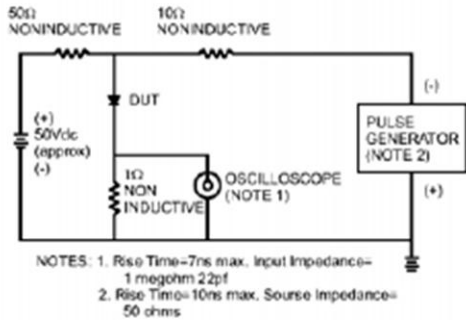 50Ω
NONINDUCTIVE
10Ω
NONINDUCTIVE
(+)
50Vdc
(approx)
(-)
DUT
1Ω
NON
INDUCTIVE
OSCILLOSCOPE
(NOTE 1)
(-)
PULSE
GENERATOR
(NOTE 2)
(+)
NOTES: 1. Rise Time=7ns max. Input Impedance=
1 megohm 22pf
2. Rise Time=10ns max. Sourse Impedance=
50 ohms